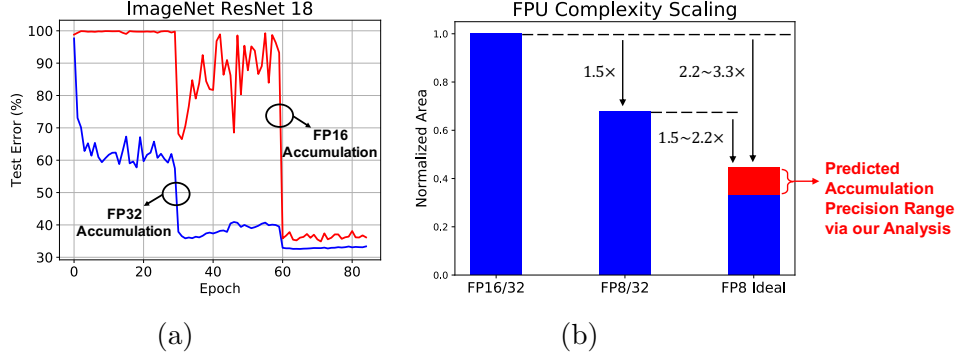 ImageNet ResNet 18
100
90
80
70
60
50
40
30
0
20
40
60
80
Test Error (%)
Epoch
FP16
Accumulation
FP32
Accumulation
(a)
FPU Complexity Scaling
1.0
0.8
0.6
0.4
0.2
0.0
Normalized Area
1.5×
2.2~3.3×
1.5~2.2×
Predicted
Accumulation
Precision Range
via our Analysis
FP16/32
FP8/32
FP8 Ideal
(b)